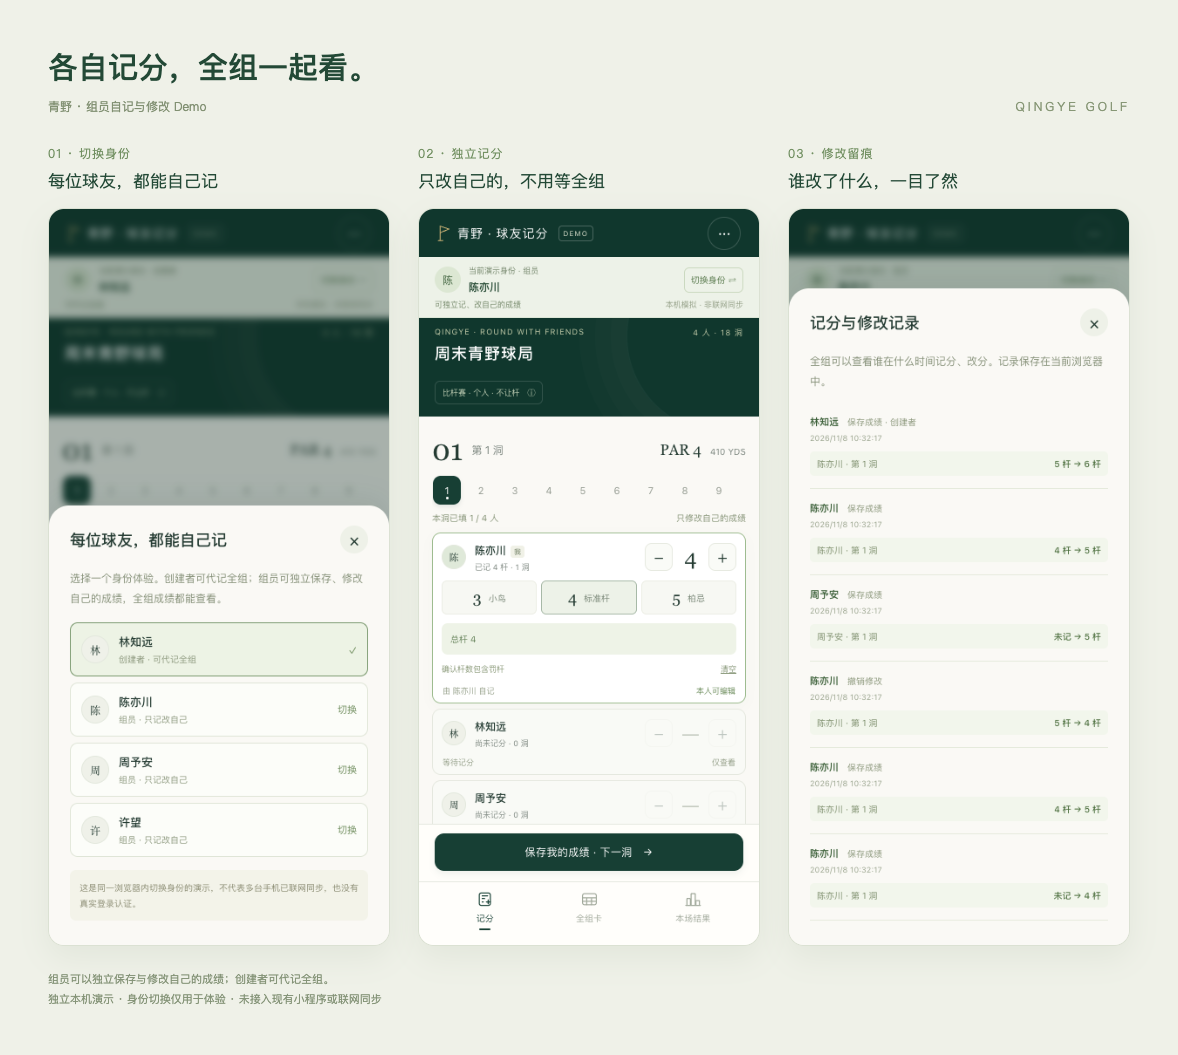 各自记分，全组一起看。
青野 · 组员自记与修改 Demo
QINGYE GOLF
01 · 切换身份
每位球友，都能自己记
每位球友，都能自己记
×
选择一个身份体验。创建者可代记全组；组员可独立保存、修改
自己的成绩，全组成绩都能查看。
林 林知远
创建者 · 可代记全组
✓
陈 陈亦川
组员 · 只记改自己
切换
周 周予安
组员 · 只记改自己
切换
许 许望
组员 · 只记改自己
切换
这是同一浏览器内切换身份的演示，不代表多台手机已联网同步，也没有
真实登录认证。
02 · 独立记分
只改自己的，不用等全组
青野 · 球友记分 DEMO ···
陈 当前演示身份 · 组员
陈亦川
切换身份 ⇌
可独立记、改自己的成绩 本机模拟 · 非联网同步
QINGYE · ROUND WITH FRIENDS 4 人 · 18 洞
周末青野球局
比杆赛 · 个人 · 不让杆 ⓘ
01 第 1 洞 PAR 4 410 YDS
1 2 3 4 5 6 7 8 9
本洞已填 1 / 4 人 只修改自己的成绩
陈 陈亦川 我
已记 4 杆 · 1 洞
− 4 +
3 小鸟 4 标准杆 5 柏忌
总杆 4
确认杆数包含罚杆 清空
由 陈亦川 自记 本人可编辑
林 林知远
尚未记分 · 0 洞
− — +
等待记分 仅查看
周 周予安
尚未记分 · 0 洞
− — +
保存我的成绩 · 下一洞 →
记分 全组卡 本场结果
03 · 修改留痕
谁改了什么，一目了然
记分与修改记录
×
全组可以查看谁在什么时间记分、改分。记录保存在当前浏览器
中。
林知远 保存成绩 · 创建者
2026/11/8 10:32:17
陈亦川 · 第 1 洞 5 杆 → 6 杆
陈亦川 保存成绩
2026/11/8 10:32:17
陈亦川 · 第 1 洞 4 杆 → 5 杆
周予安 保存成绩
2026/11/8 10:32:17
周予安 · 第 1 洞 未记 → 5 杆
陈亦川 撤销修改
2026/11/8 10:32:17
陈亦川 · 第 1 洞 5 杆 → 4 杆
陈亦川 保存成绩
2026/11/8 10:32:17
陈亦川 · 第 1 洞 4 杆 → 5 杆
陈亦川 保存成绩
2026/11/8 10:32:17
陈亦川 · 第 1 洞 未记 → 4 杆
组员可以独立保存与修改自己的成绩；创建者可代记全组。
独立本机演示 · 身份切换仅用于体验 · 未接入现有小程序或联网同步